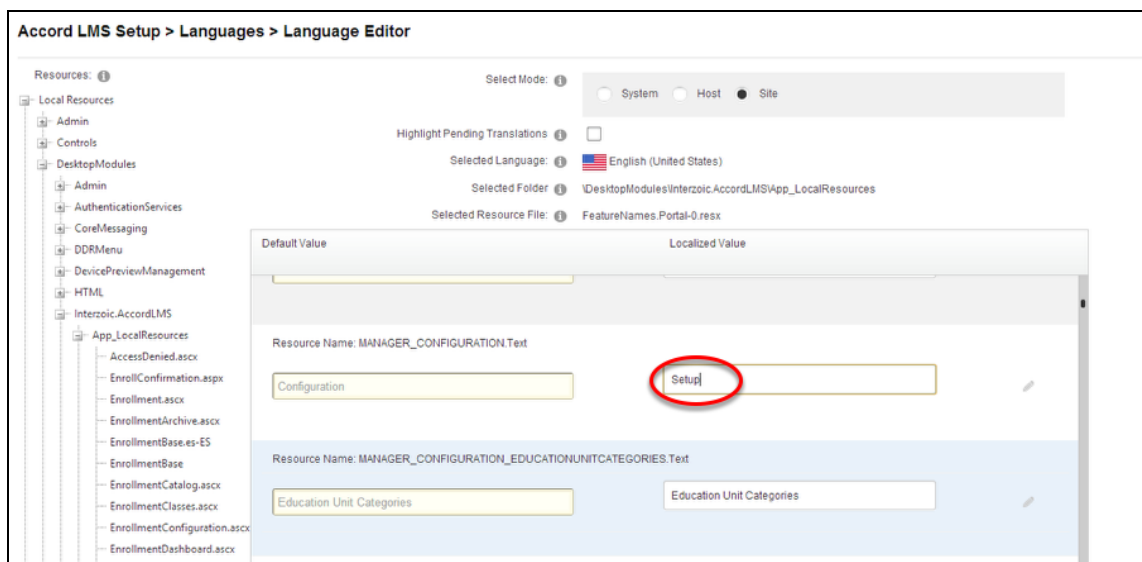 Accord LMS Setup > Languages > Language Editor
Resources:
Local Resources
Admin
Controls
DesktopModules
Admin
AuthenticationServices
CoreMessaging
DDRMenu
DevicePreviewManagement
HTML
Interzoic.AccordLMS
App_LocalResources
AccessDenied.ascx
EnrollConfirmation.aspx
Enrollment.ascx
EnrollmentArchive.ascx
EnrollmentBase.es-ES
EnrollmentBase
EnrollmentCatalog.ascx
EnrollmentClasses.ascx
EnrollmentConfiguration.ascx
EnrollmentDashboard.ascx
Select Mode: System Host Site
Highlight Pending Translations
Selected Language: English (United States)
Selected Folder \DesktopModules\Interzoic.AccordLMS\App_LocalResources
Selected Resource File: FeatureNames.Portal-0.resx
Default Value Localized Value
Resource Name: MANAGER_CONFIGURATION.Text
Configuration Setup
Resource Name: MANAGER_CONFIGURATION_EDUCATIONUNITCATEGORIES.Text
Education Unit Categories Education Unit Categories